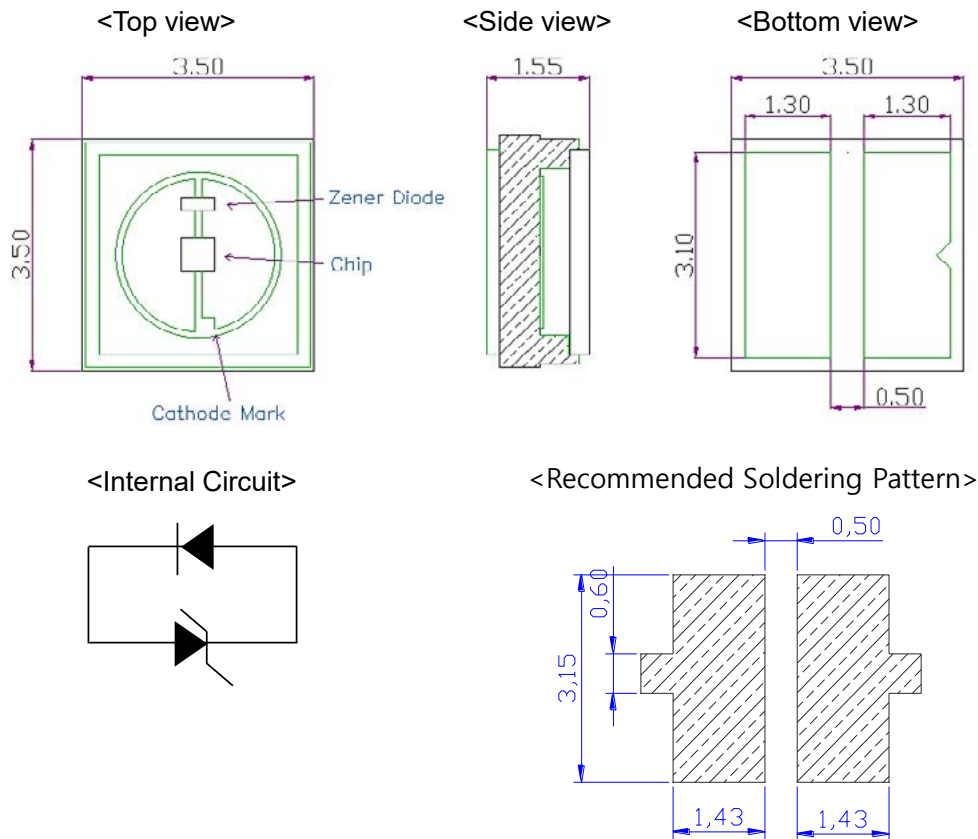 <Top view>
<Side view>
<Bottom view>
3.50
1.55
3.50
1.30
1.30
3.50
Zener Diode
Chip
Cathode Mark
3.10
0.50
<Internal Circuit>
<Recommended Soldering Pattern>
0,50
0,60
3,15
1,43
1,43